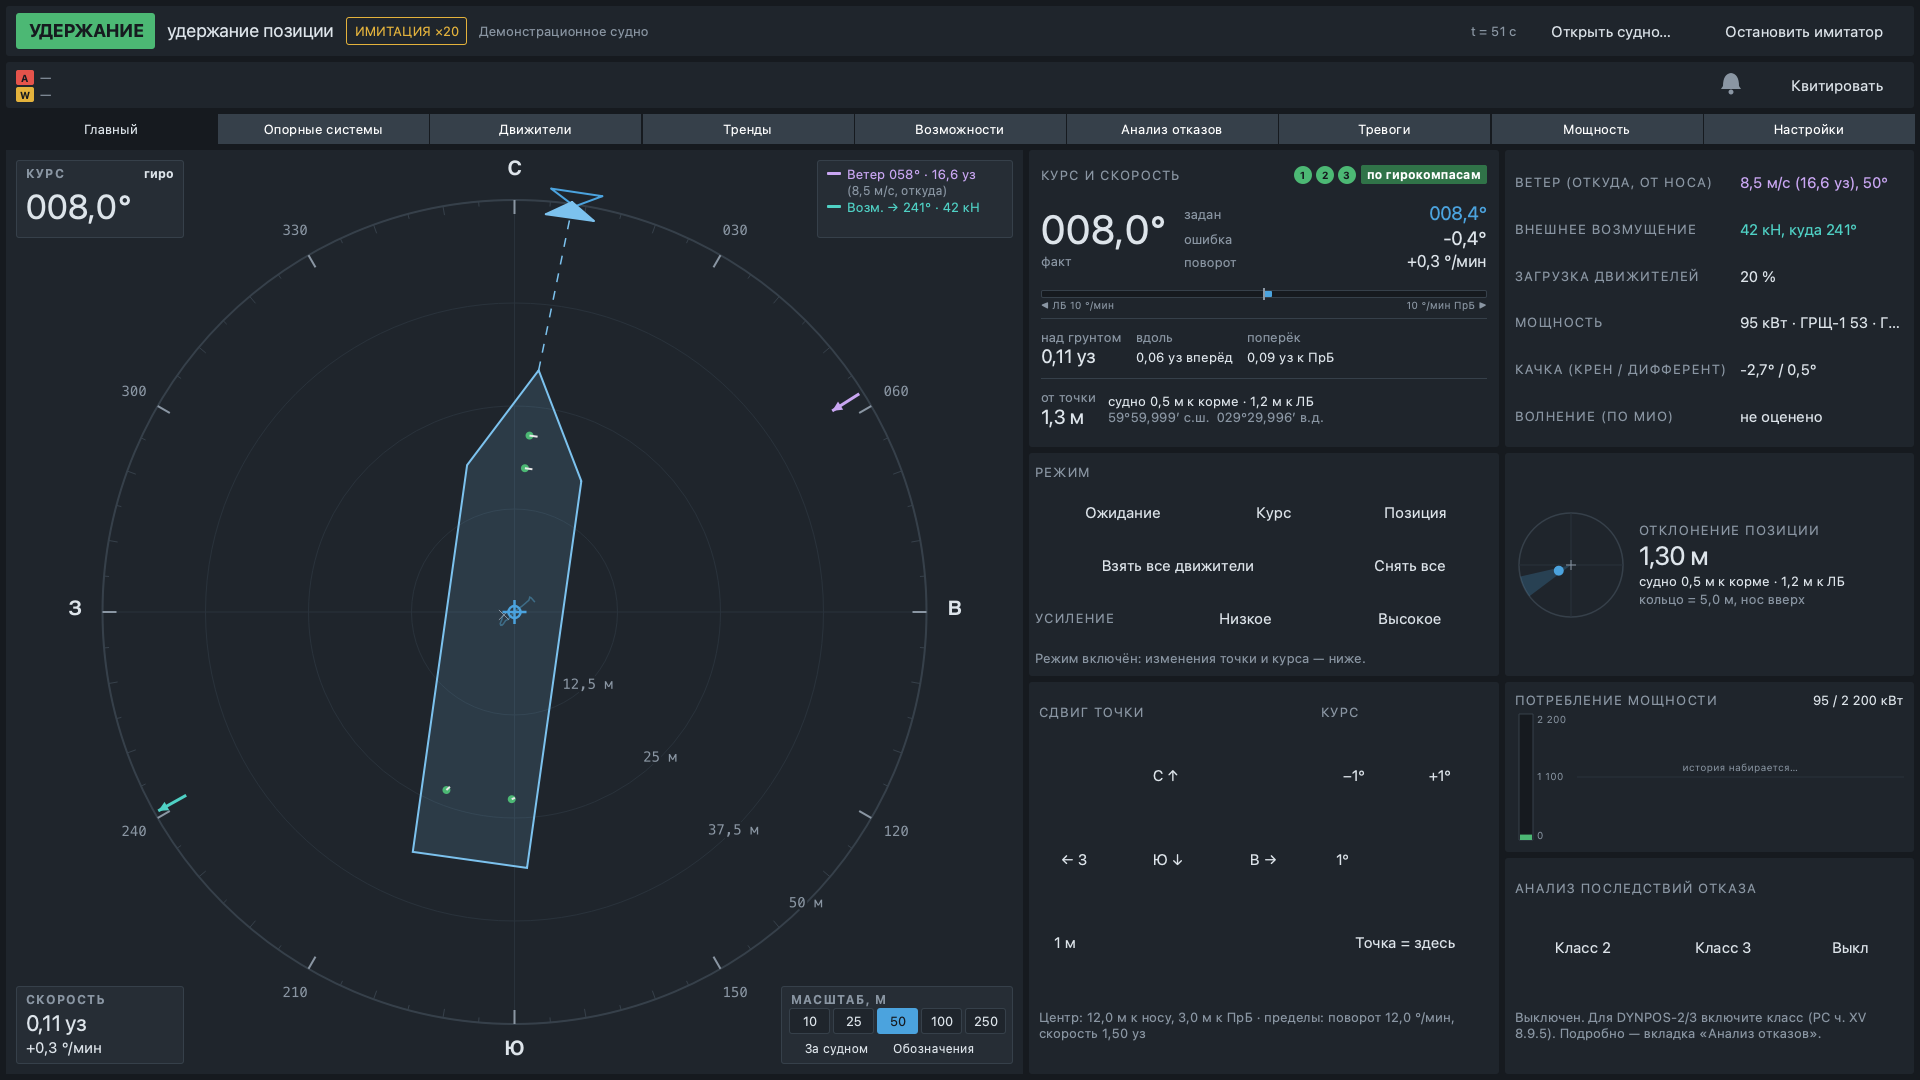 УДЕРЖАНИЕ удержание позиции ИМИТАЦИЯ ×20 Демонстрационное судно t = 51 с Открыть судно... Остановить имитатор
A —
W —
Квитировать
Главный Опорные системы Движители Тренды Возможности Анализ отказов Тревоги Мощность Настройки
КУРС гиро
008,0°
Ветер 058° · 16,6 уз
(8,5 м/с, откуда)
Возм. → 241° · 42 кН
С
330 030
300 060
З В
240 120
210 150
Ю
12,5 м
25 м
37,5 м
50 м
СКОРОСТЬ
0,11 уз
+0,3 °/мин
МАСШТАБ, М
10 25 50 100 250
За судном Обозначения
КУРС И СКОРОСТЬ 1 2 3 по гирокомпасам
008,0°
факт
задан 008,4°
ошибка -0,4°
поворот +0,3 °/мин
◄ ЛБ 10 °/мин 10 °/мин ПрБ ►
над грунтом вдоль поперёк
0,11 уз 0,06 уз вперёд 0,09 уз к ПрБ
от точки судно 0,5 м к корме · 1,2 м к ЛБ
1,3 м 59°59,999′ с.ш. 029°29,996′ в.д.
РЕЖИМ
Ожидание Курс Позиция
Взять все движители Снять все
УСИЛЕНИЕ Низкое Высокое
Режим включён: изменения точки и курса — ниже.
СДВИГ ТОЧКИ КУРС
С ↑ −1° +1°
← З Ю ↓ В → 1°
1 м Точка = здесь
Центр: 12,0 м к носу, 3,0 м к ПрБ · пределы: поворот 12,0 °/мин,
скорость 1,50 уз
ВЕТЕР (ОТКУДА, ОТ НОСА) 8,5 м/с (16,6 уз), 50°
ВНЕШНЕЕ ВОЗМУЩЕНИЕ 42 кН, куда 241°
ЗАГРУЗКА ДВИЖИТЕЛЕЙ 20 %
МОЩНОСТЬ 95 кВт · ГРЩ-1 53 · Г...
КАЧКА (КРЕН / ДИФФЕРЕНТ) -2,7° / 0,5°
ВОЛНЕНИЕ (ПО МИО) не оценено
ОТКЛОНЕНИЕ ПОЗИЦИИ
1,30 м
судно 0,5 м к корме · 1,2 м к ЛБ
кольцо = 5,0 м, нос вверх
ПОТРЕБЛЕНИЕ МОЩНОСТИ 95 / 2 200 кВт
2 200
1 100
0
история набирается...
АНАЛИЗ ПОСЛЕДСТВИЙ ОТКАЗА
Класс 2 Класс 3 Выкл
Выключен. Для DYNPOS-2/3 включите класс (РС ч. XV
8.9.5). Подробно — вкладка «Анализ отказов».